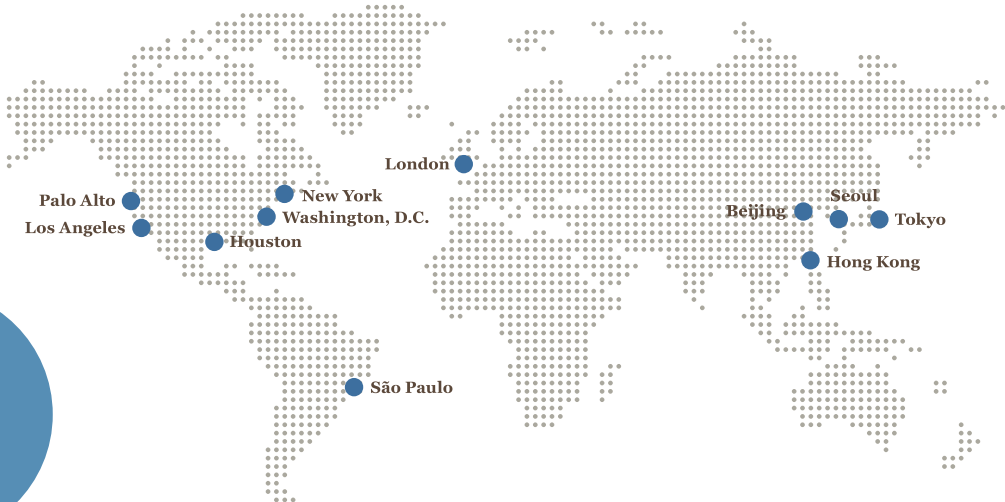 London
Palo Alto
New York
Seoul
Washington, D.C.
Beijing
Tokyo
Los Angeles
Houston
Hong Kong
São Paulo